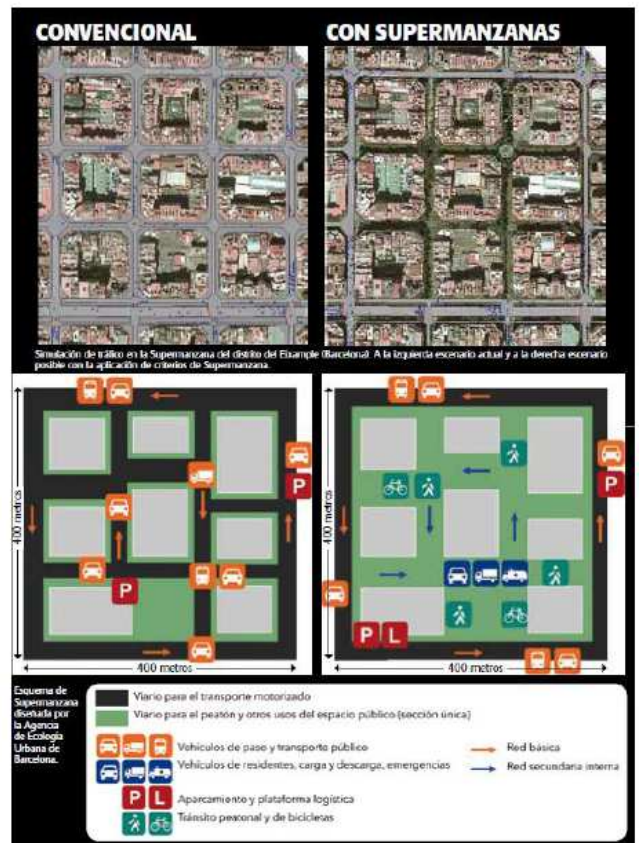 CONVENCIONAL
CON SUPERMANZANAS
Simulación de tráfico en la Supermanzana del distrito del Eixample (Barcelona). A la izquierda escenario actual y a la derecha escenario
posible con la aplicación de criterios de Supermanzana.
400 metros
P
P
400 metros
400 metros
P
P L
400 metros
Esquema de
Supermanzana
diseñada por
la Agencia
de Ecología
Urbana de
Barcelona.
Viario para el transporte motorizado
Viario para el peatón y otros usos del espacio público (sección única)
Vehículos de paso y transporte público
Red básica
Vehículos de residentes, carga y descarga, emergencias
Red secundaria interna
P L
Aparcamiento y plataforma logística
Tránsito peatonal y de bicicletas